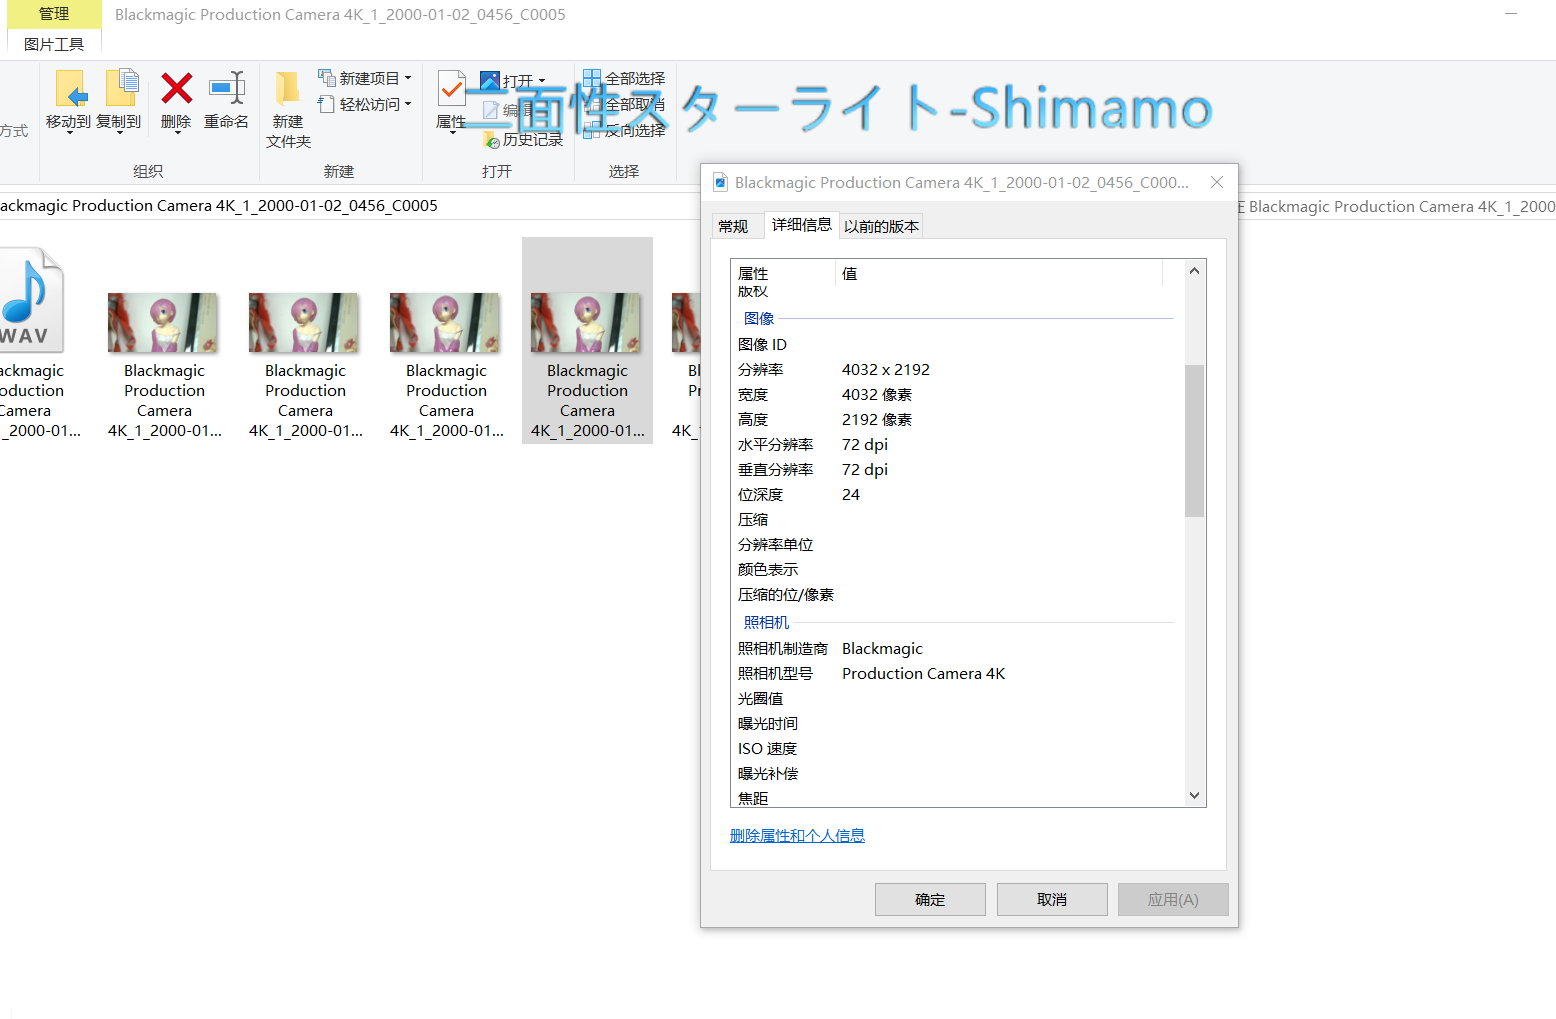 管理
Blackmagic Production Camera 4K_1_2000-01-02_0456_C0005
图片工具
方式
移动到
复制到
删除
重命名
组织
新建
文件夹
新建项目
轻松访问
新建
属性
打开
历史记录
打开
全部选择
全部取消
反向选择
选择
二面性スターライト-Shimamo
ackmagic Production Camera 4K_1_2000-01-02_0456_C0005
Blackmagic Production Camera 4K_1_2000
WAV
ackmagic
oduction
Camera
_2000-01...
Blackmagic
Production
Camera
4K_1_2000-01...
Blackmagic
Production
Camera
4K_1_2000-01...
Blackmagic
Production
Camera
4K_1_2000-01...
Blackmagic
Production
Camera
4K_1_2000-01...
Bl
Pr
4K_1
Blackmagic Production Camera 4K_1_2000-01-02_0456_C000...
常规 详细信息 以前的版本
属性 值
版权
图像
图像 ID
分辨率 4032 x 2192
宽度 4032 像素
高度 2192 像素
水平分辨率 72 dpi
垂直分辨率 72 dpi
位深度 24
压缩
分辨率单位
颜色表示
压缩的位/像素
照相机
照相机制造商 Blackmagic
照相机型号 Production Camera 4K
光圈值
曝光时间
ISO 速度
曝光补偿
焦距
删除属性和个人信息
确定 取消 应用(A)